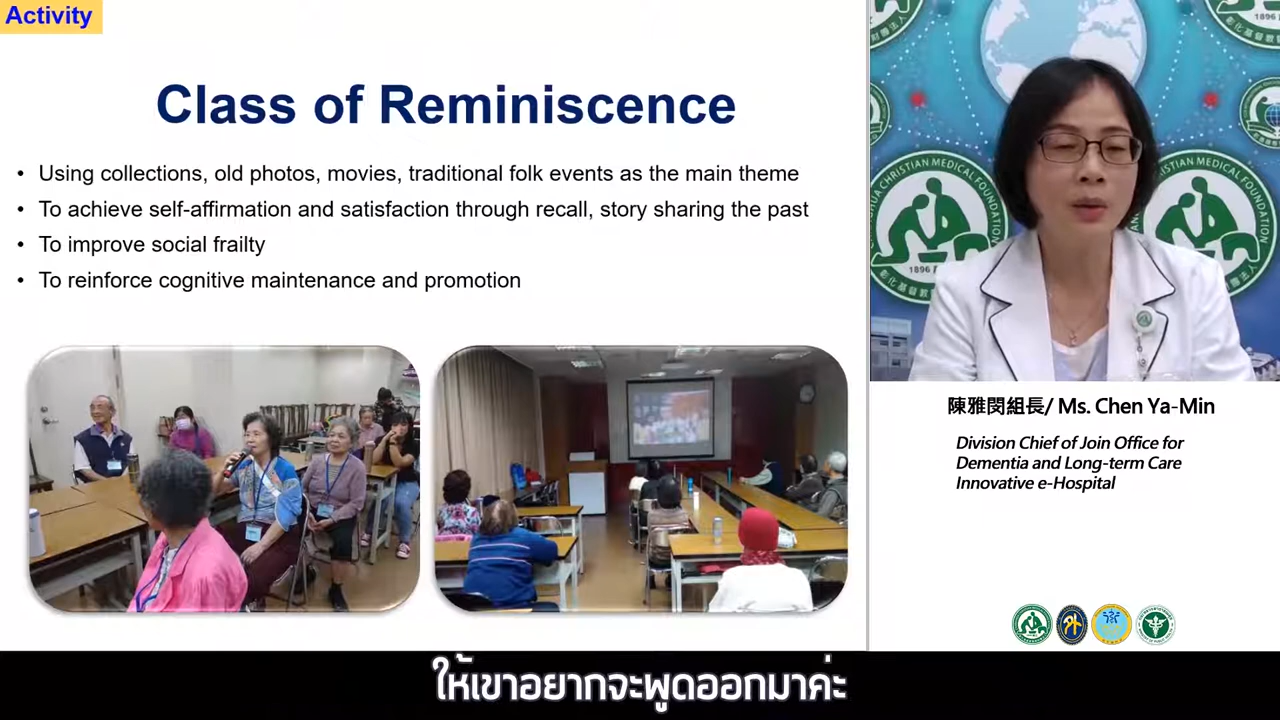 Activity
Class of Reminiscence
• Using collections, old photos, movies, traditional folk events as the main theme
• To achieve self-affirmation and satisfaction through recall, story sharing the past
• To improve social frailty
• To reinforce cognitive maintenance and promotion
CHRISTIAN MEDICAL FOUNDATION
1896
陳雅閔組長/ Ms. Chen Ya-Min
Division Chief of Join Office for
Dementia and Long-term Care
Innovative e-Hospital
ให้เขาอยากจะพูดออกมาค่ะ